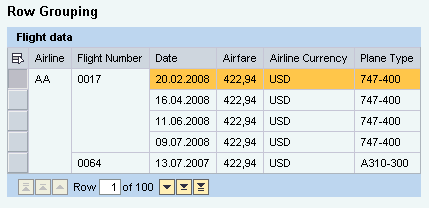 Row Grouping
Flight data
Airline Flight Number Date Airfare Airline Currency Plane Type
AA 0017 20.02.2008 422,94 USD 747-400
16.04.2008 422,94 USD 747-400
11.06.2008 422,94 USD 747-400
09.07.2008 422,94 USD 747-400
0064 13.07.2007 422,94 USD A310-300
Row 1 of 100